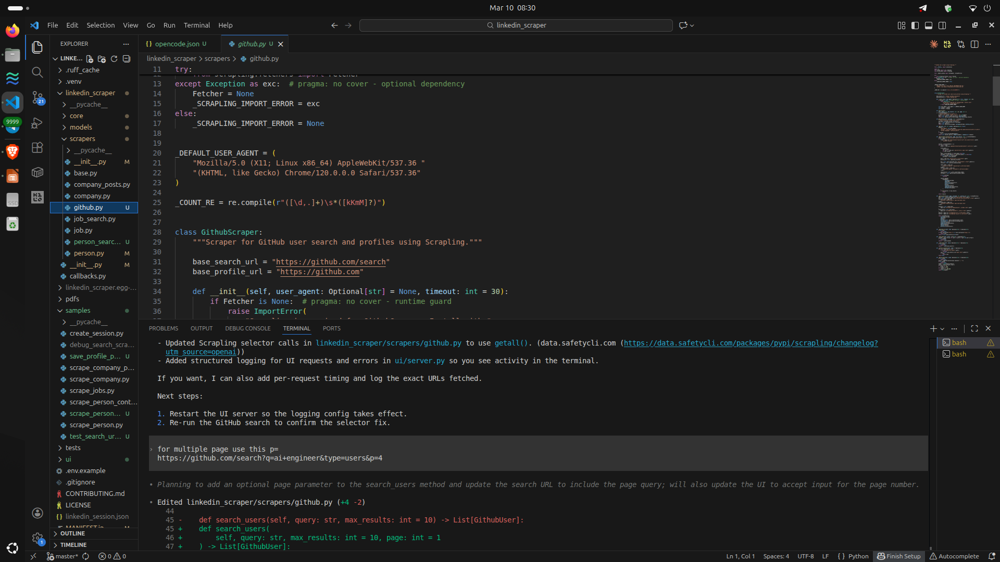 Mar 10 08:30
File Edit Selection View Go Run Terminal Help
linkedin_scraper
9999
SSD
21
1
EXPLORER
LINKE...
.ruff_cache
.venv
linkedin_scraper
__pycache__
core
models
scrapers
__pycache__
__init__.py M
base.py
company_posts.py
company.py
github.py U
job_search.py
job.py
person_searc... U
person.py M
__init__.py M
callbacks.py
linkedin_scraper.egg-...
pdfs
samples
__pycache__
create_session.py
debug_search_scra...
save_profile_p... U
scrape_company_p...
scrape_company.py
scrape_jobs.py
scrape_person_cont...
scrape_person... U
scrape_person.py
test_search_ur... U
tests
ui
.env.example
.gitignore
CONTRIBUTING.md
LICENSE
linkedin_session.json
MANIFEST.in M
OUTLINE
TIMELINE
opencode.json U
github.py U
linkedin_scraper > scrapers > github.py
11 try:
13 except Exception as exc:  # pragma: no cover - optional dependency
14 Fetcher = None
15 _SCRAPLING_IMPORT_ERROR = exc
16 else:
17 _SCRAPLING_IMPORT_ERROR = None
18
19
20 _DEFAULT_USER_AGENT = (
21 "Mozilla/5.0 (X11; Linux x86_64) AppleWebKit/537.36 "
22 "(KHTML, like Gecko) Chrome/120.0.0.0 Safari/537.36"
23 )
24
25 _COUNT_RE = re.compile(r"([\d,.]+)\s*([kKmM]?)")
26
27
28 class GithubScraper:
29 """Scraper for GitHub user search and profiles using Scrapling."""
30
31 base_search_url = "https://github.com/search"
32 base_profile_url = "https://github.com"
33
34 def __init__(self, user_agent: Optional[str] = None, timeout: int = 30):
35 if Fetcher is None:  # pragma: no cover - runtime guard
36 raise ImportError(
PROBLEMS OUTPUT DEBUG CONSOLE TERMINAL PORTS
bash
bash
- Updated Scrapling selector calls in linkedin_scraper/scrapers/github.py to use getall(). (data.safetycli.com (https://data.safetycli.com/packages/pypi/scrapling/changelog?
utm_source=openai))
- Added structured logging for UI requests and errors in ui/server.py so you see activity in the terminal.
If you want, I can also add per-request timing and log the exact URLs fetched.
Next steps:
1. Restart the UI server so the logging config takes effect.
2. Re-run the GitHub search to confirm the selector fix.
› for multiple page use this p=
https://github.com/search?q=ai+engineer&type=users&p=4
• Planning to add an optional page parameter to the search_users method and update the search URL to include the page query; will also update the UI to accept input for the page number.
• Edited linkedin_scraper/scrapers/github.py (+4 -2)
44
45 - def search_users(self, query: str, max_results: int = 10) -> List[GithubUser]:
45 + def search_users(
46 + self, query: str, max_results: int = 10, page: int = 1
47 + ) -> List[GithubUser]:
master* 0 0
Ln 1, Col 1 Spaces: 4 UTF-8 LF { } Python Finish Setup Autocomplete